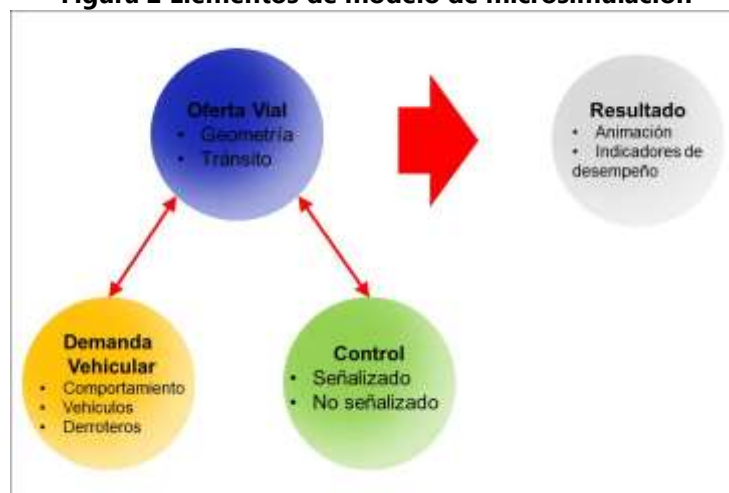 Figura 2 Elementos de modelo de microsimulación
Oferta Vial
• Geometría
• Tránsito
Resultado
• Animación
• Indicadores de
desempeño
Demanda
Vehicular
• Comportamiento
• Vehículos
• Derroteros
Control
• Señalizado
• No señalizado